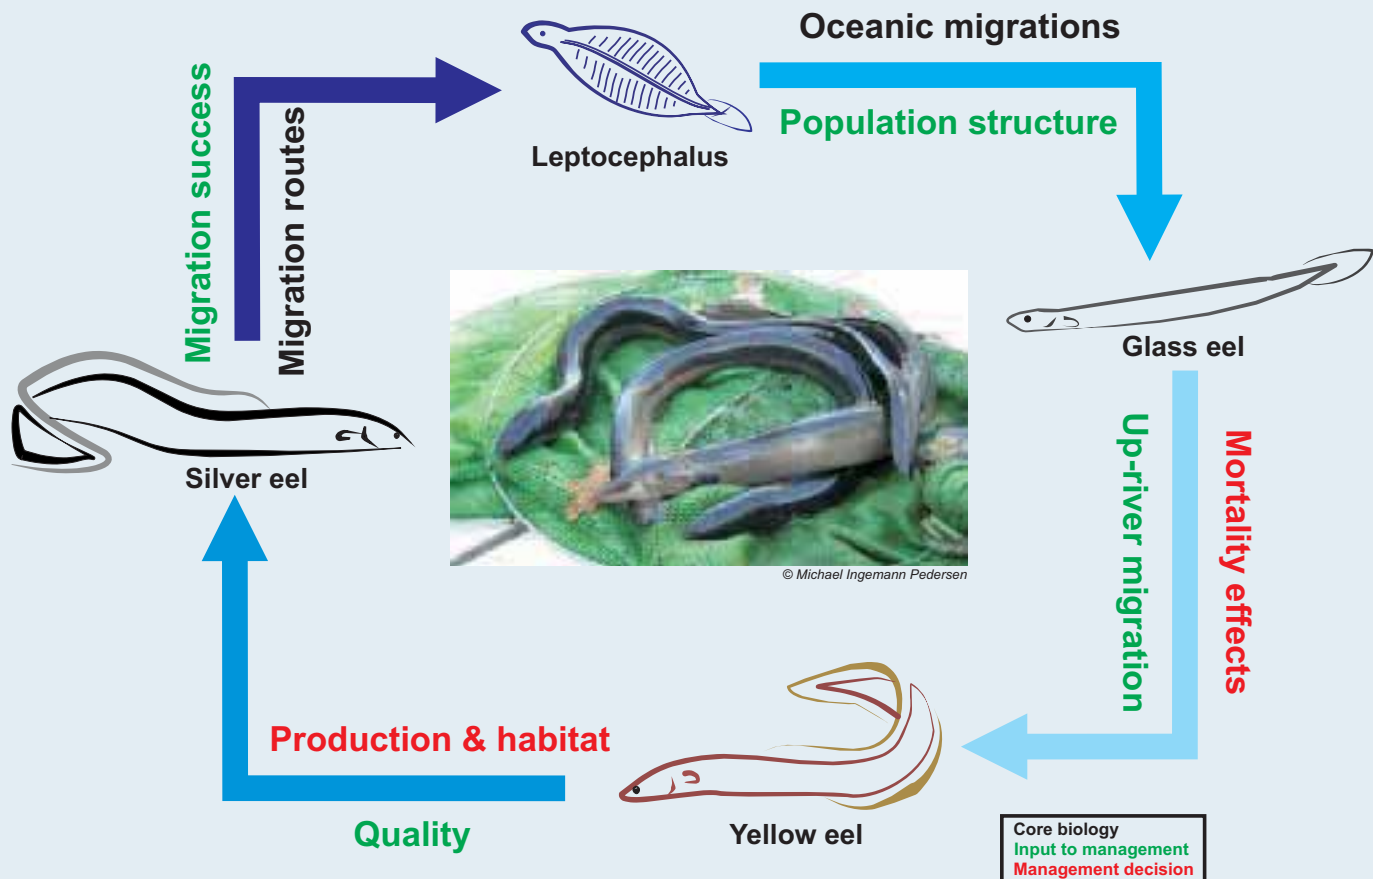 Oceanic migrations
Population structure
Leptocephalus
Migration success
Migration routes
Glass eel
Silver eel
© Michael Ingemann Pedersen
Up-river migration
Mortality effects
Production & habitat
Quality
Yellow eel
Core biology
Input to management
Management decision